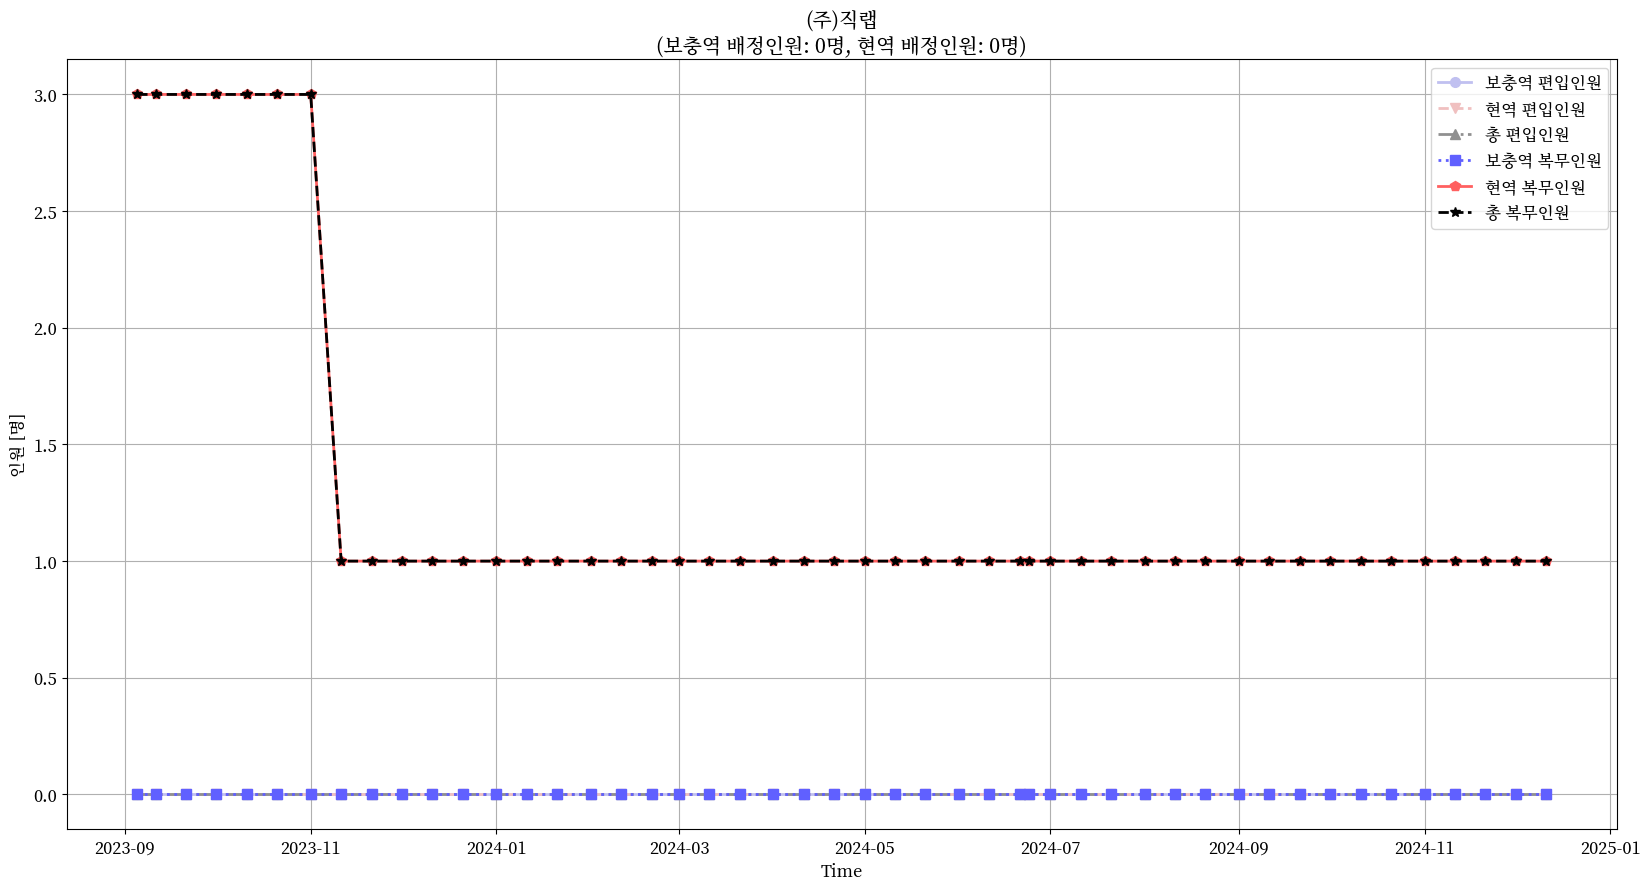 (주)직랩
(보충역 배정인원: 0명, 현역 배정인원: 0명)
보충역 편입인원
현역 편입인원
총 편입인원
보충역 복무인원
현역 복무인원
총 복무인원
3.0
2.5
2.0
1.5
1.0
0.5
0.0
인원 [명]
2023-09 2023-11 2024-01 2024-03 2024-05 2024-07 2024-09 2024-11 2025-01
Time